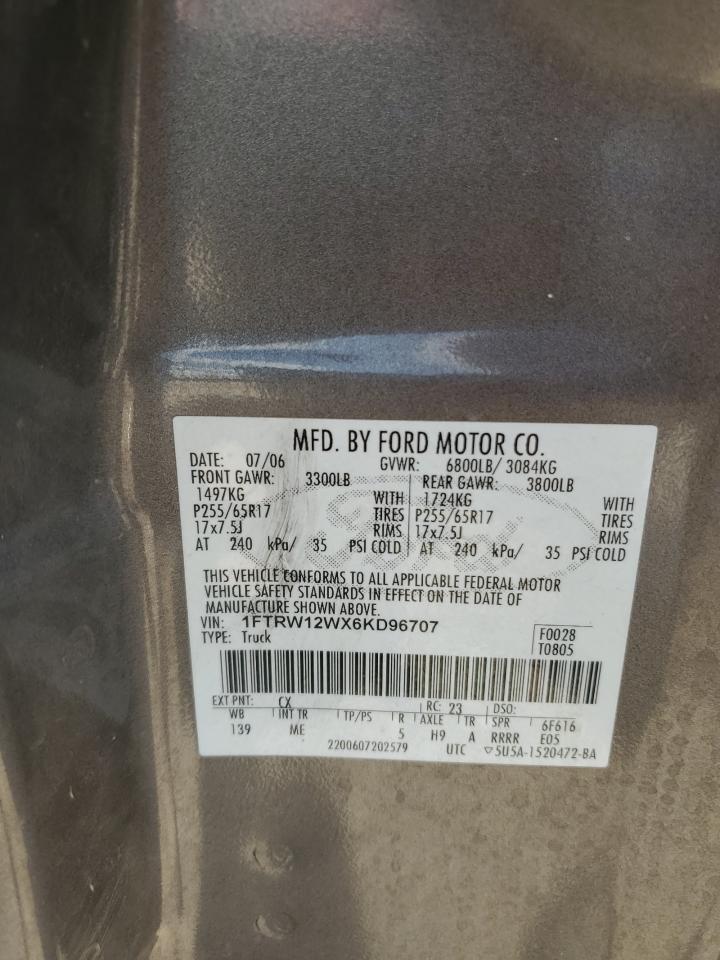 MFD. BY FORD MOTOR CO.
DATE: 07/06 GVWR: 6800LB/ 3084KG
FRONT GAWR: 3300LB REAR GAWR: 3800LB
1497KG WITH 1724KG WITH
P255/65R17 TIRES P255/65R17 TIRES
17x7.5J RIMS 17x7.5J RIMS
AT 240 kPa/ 35 PSI COLD AT 240 kPa/ 35 PSI COLD
THIS VEHICLE CONFORMS TO ALL APPLICABLE FEDERAL MOTOR
VEHICLE SAFETY STANDARDS IN EFFECT ON THE DATE OF
MANUFACTURE SHOWN ABOVE.
VIN: 1FTRW12WX6KD96707 F0028
TYPE: Truck T0805
EXT PNT: CX RC: 23 DSO:
WB INT TR TP/PS R AXLE TR SPR 6F616
139 ME 5 H9 A RRRR E05
2200607202579 UTC ▽5U5A-1520472-BA
Ford